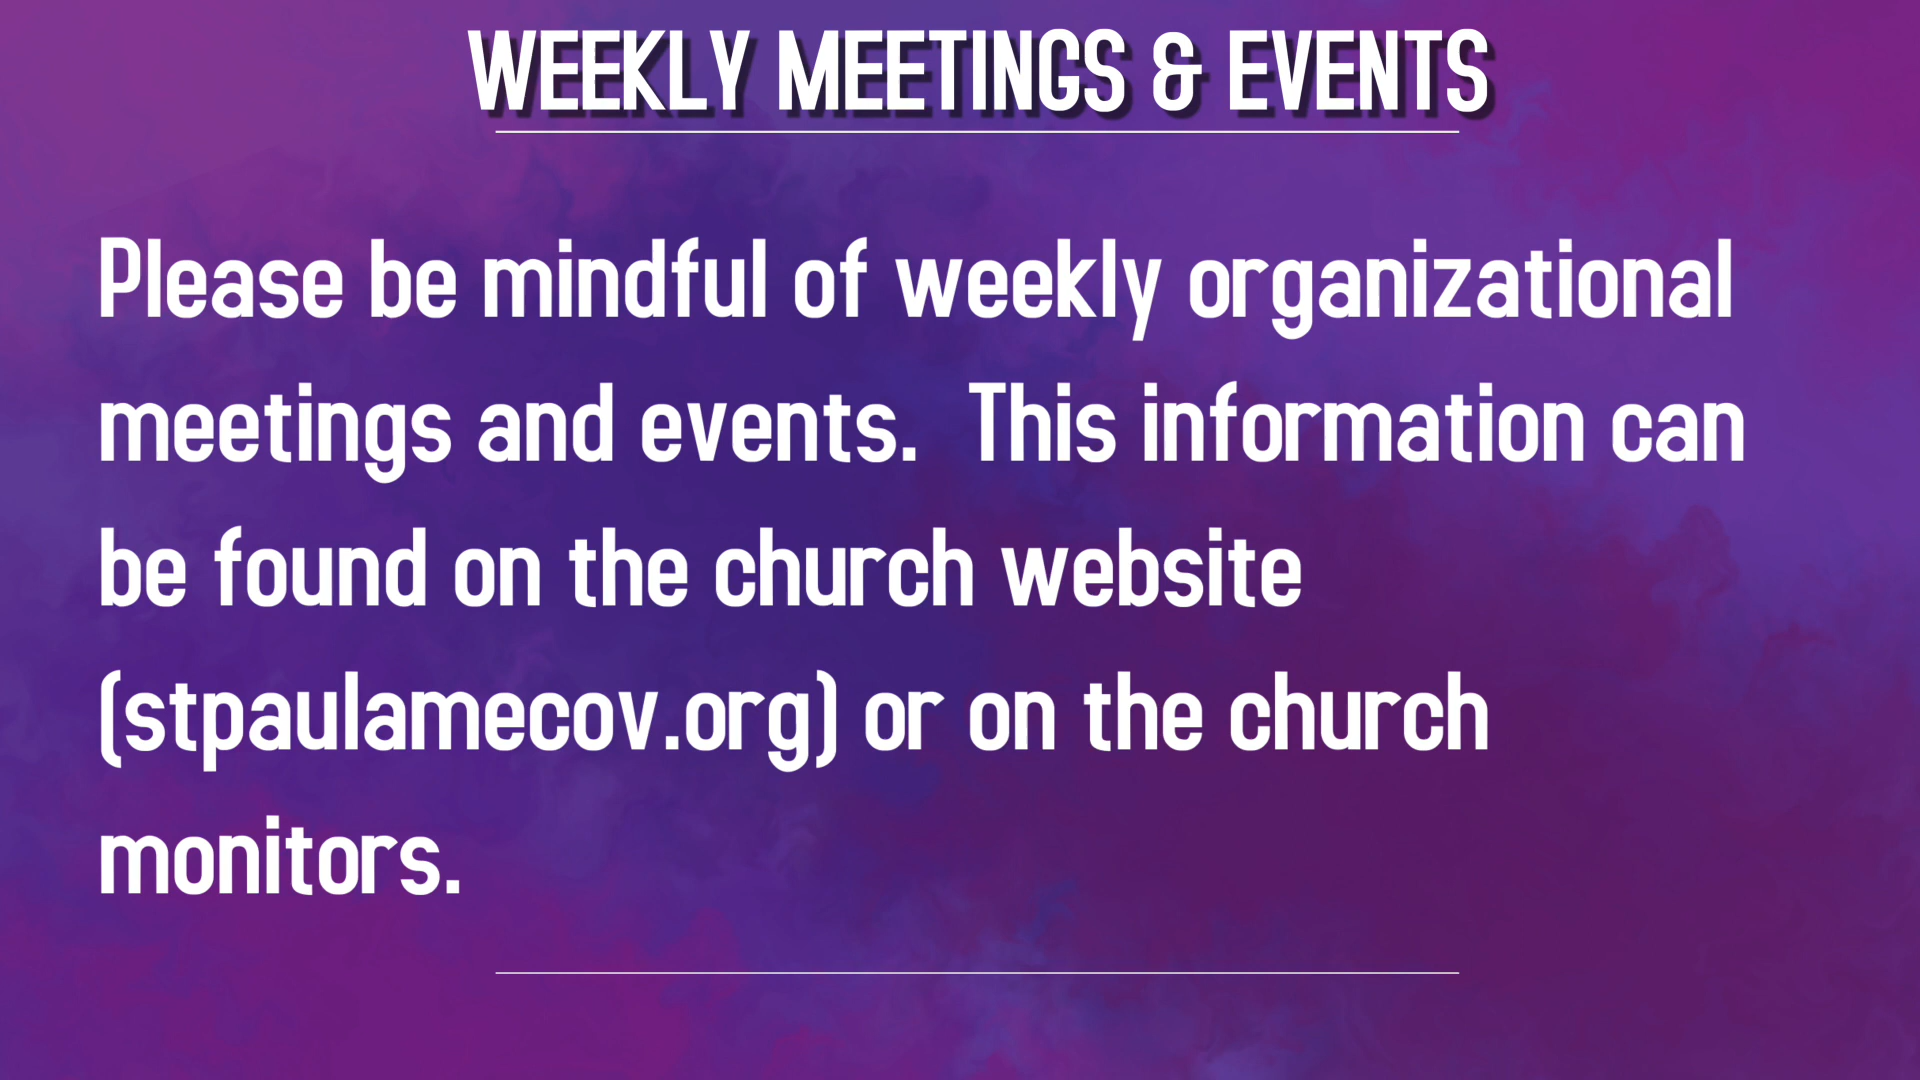 WEEKLY MEETINGS & EVENTS
Please be mindful of weekly organizational
meetings and events.  This information can
be found on the church website
(stpaulamecov.org) or on the church
monitors.